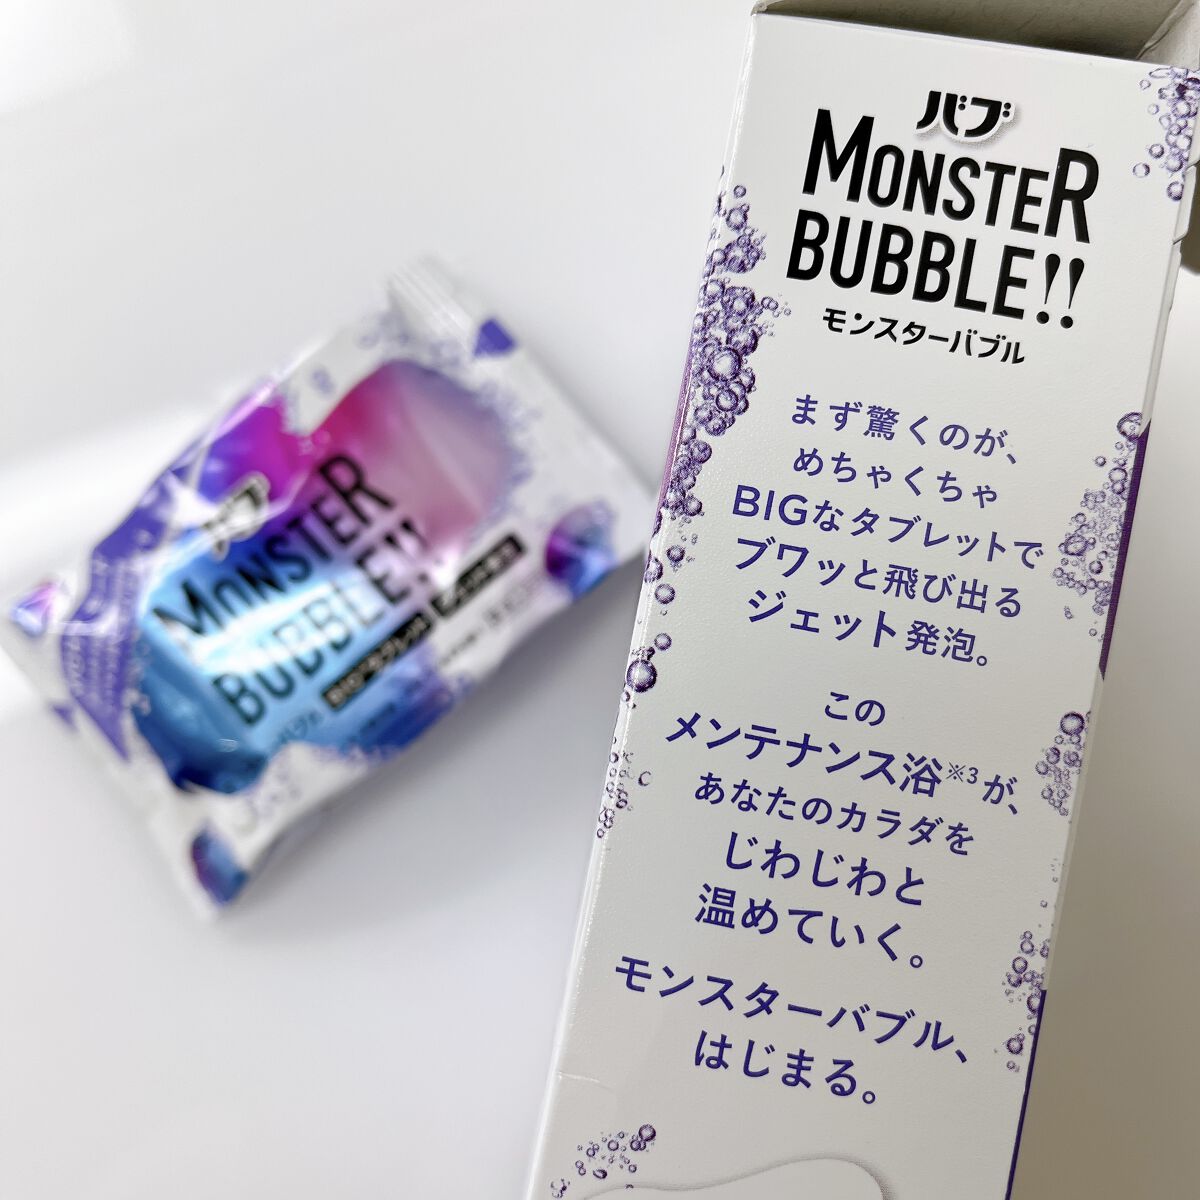 バブ
MONSTER
BUBBLE!!
モンスターバブル
まず驚くのが、
めちゃくちゃ
BIGなタブレットで
ブワッと飛び出る
ジェット発泡。
この
メンテナンス浴※3が、
あなたのカラダを
じわじわと
温めていく。
モンスターバブル、
はじまる。
バブ
MONSTER
BUBBLE!!